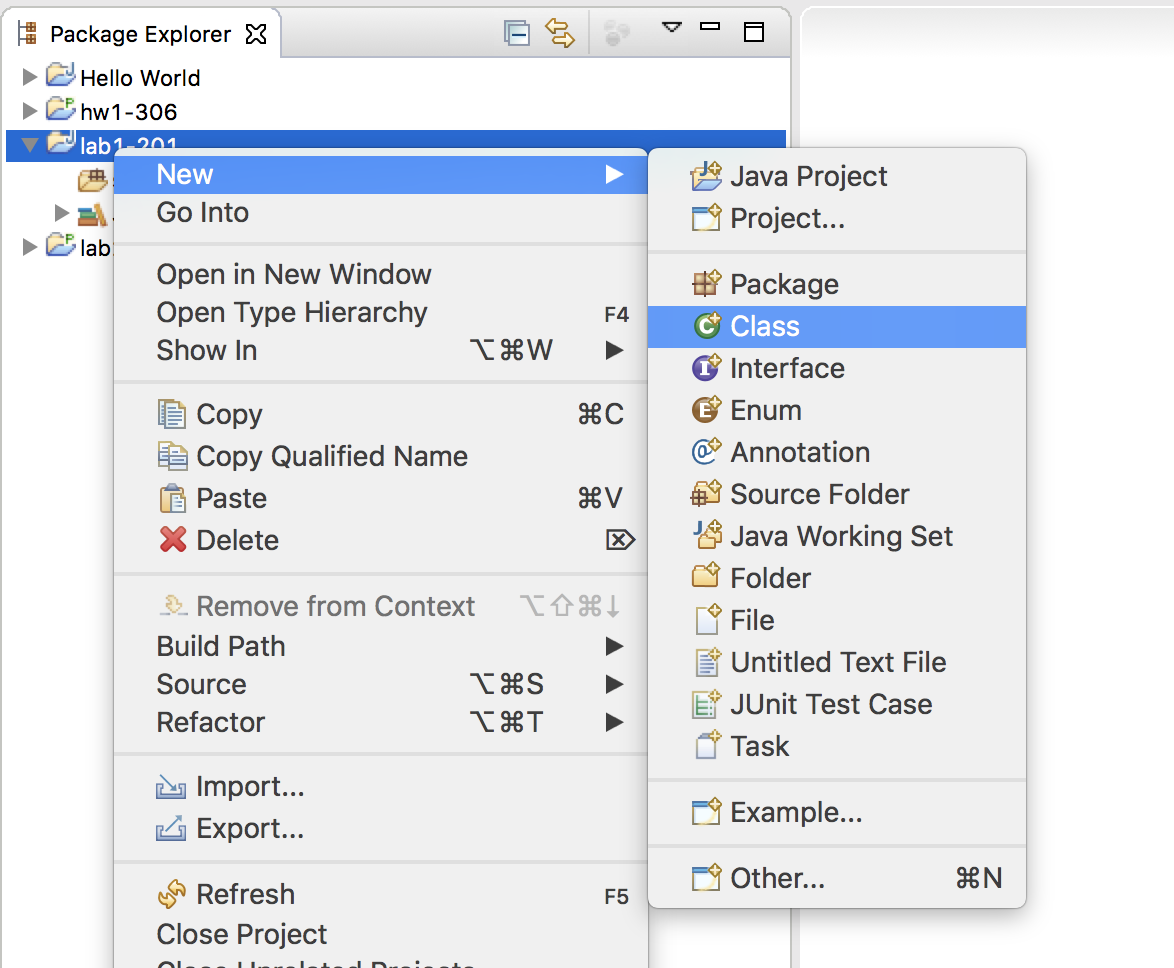 Package Explorer
Hello World
hw1-306
lab1-201
lab
New
Go Into
Open in New Window
Open Type Hierarchy F4
Show In ⌥⌘W
Copy ⌘C
Copy Qualified Name
Paste ⌘V
Delete ⌦
Remove from Context ⌥⇧⌘↓
Build Path
Source ⌥⌘S
Refactor ⌥⌘T
Import...
Export...
Refresh F5
Close Project
Close Unrelated Projects
Java Project
Project...
Package
Class
Interface
Enum
Annotation
Source Folder
Java Working Set
Folder
File
Untitled Text File
JUnit Test Case
Task
Example...
Other... ⌘N